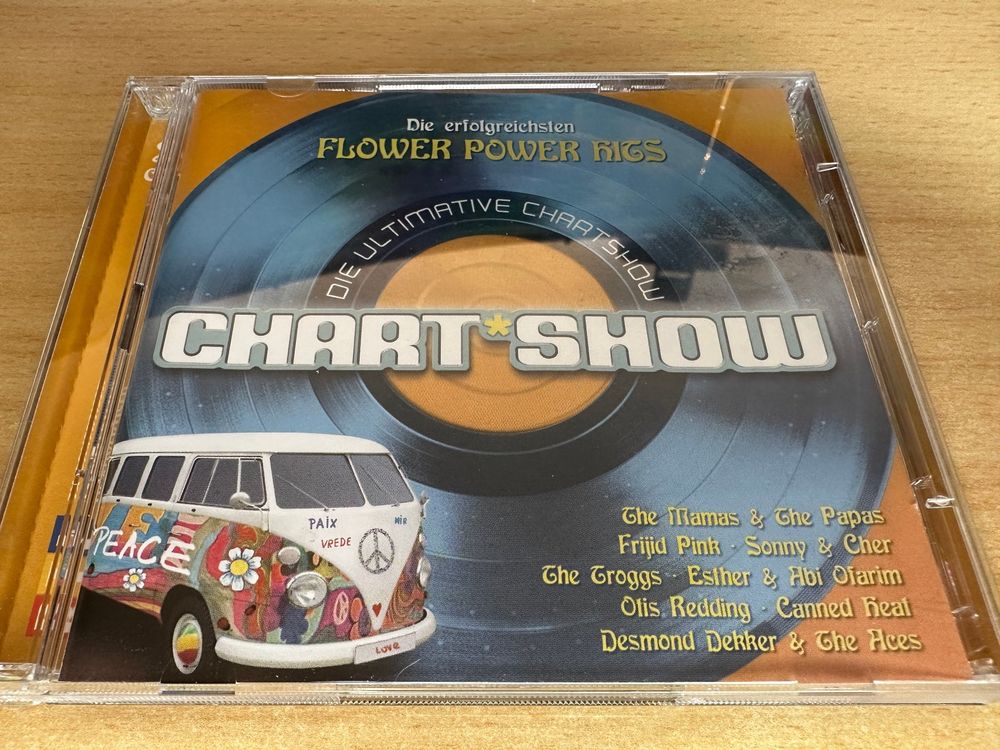 Die erfolgreichsten
FLOWER POWER HITS
DIE ULTIMATIVE CHARTSHOW
CHART*SHOW
The Mamas & The Papas
Frijid Pink · Sonny & Cher
The Troggs · Esther & Abi Ofarim
Otis Redding · Canned Heat
Desmond Dekker & The Aces
PAIX
MIR
VREDE
PEACE
LOVE